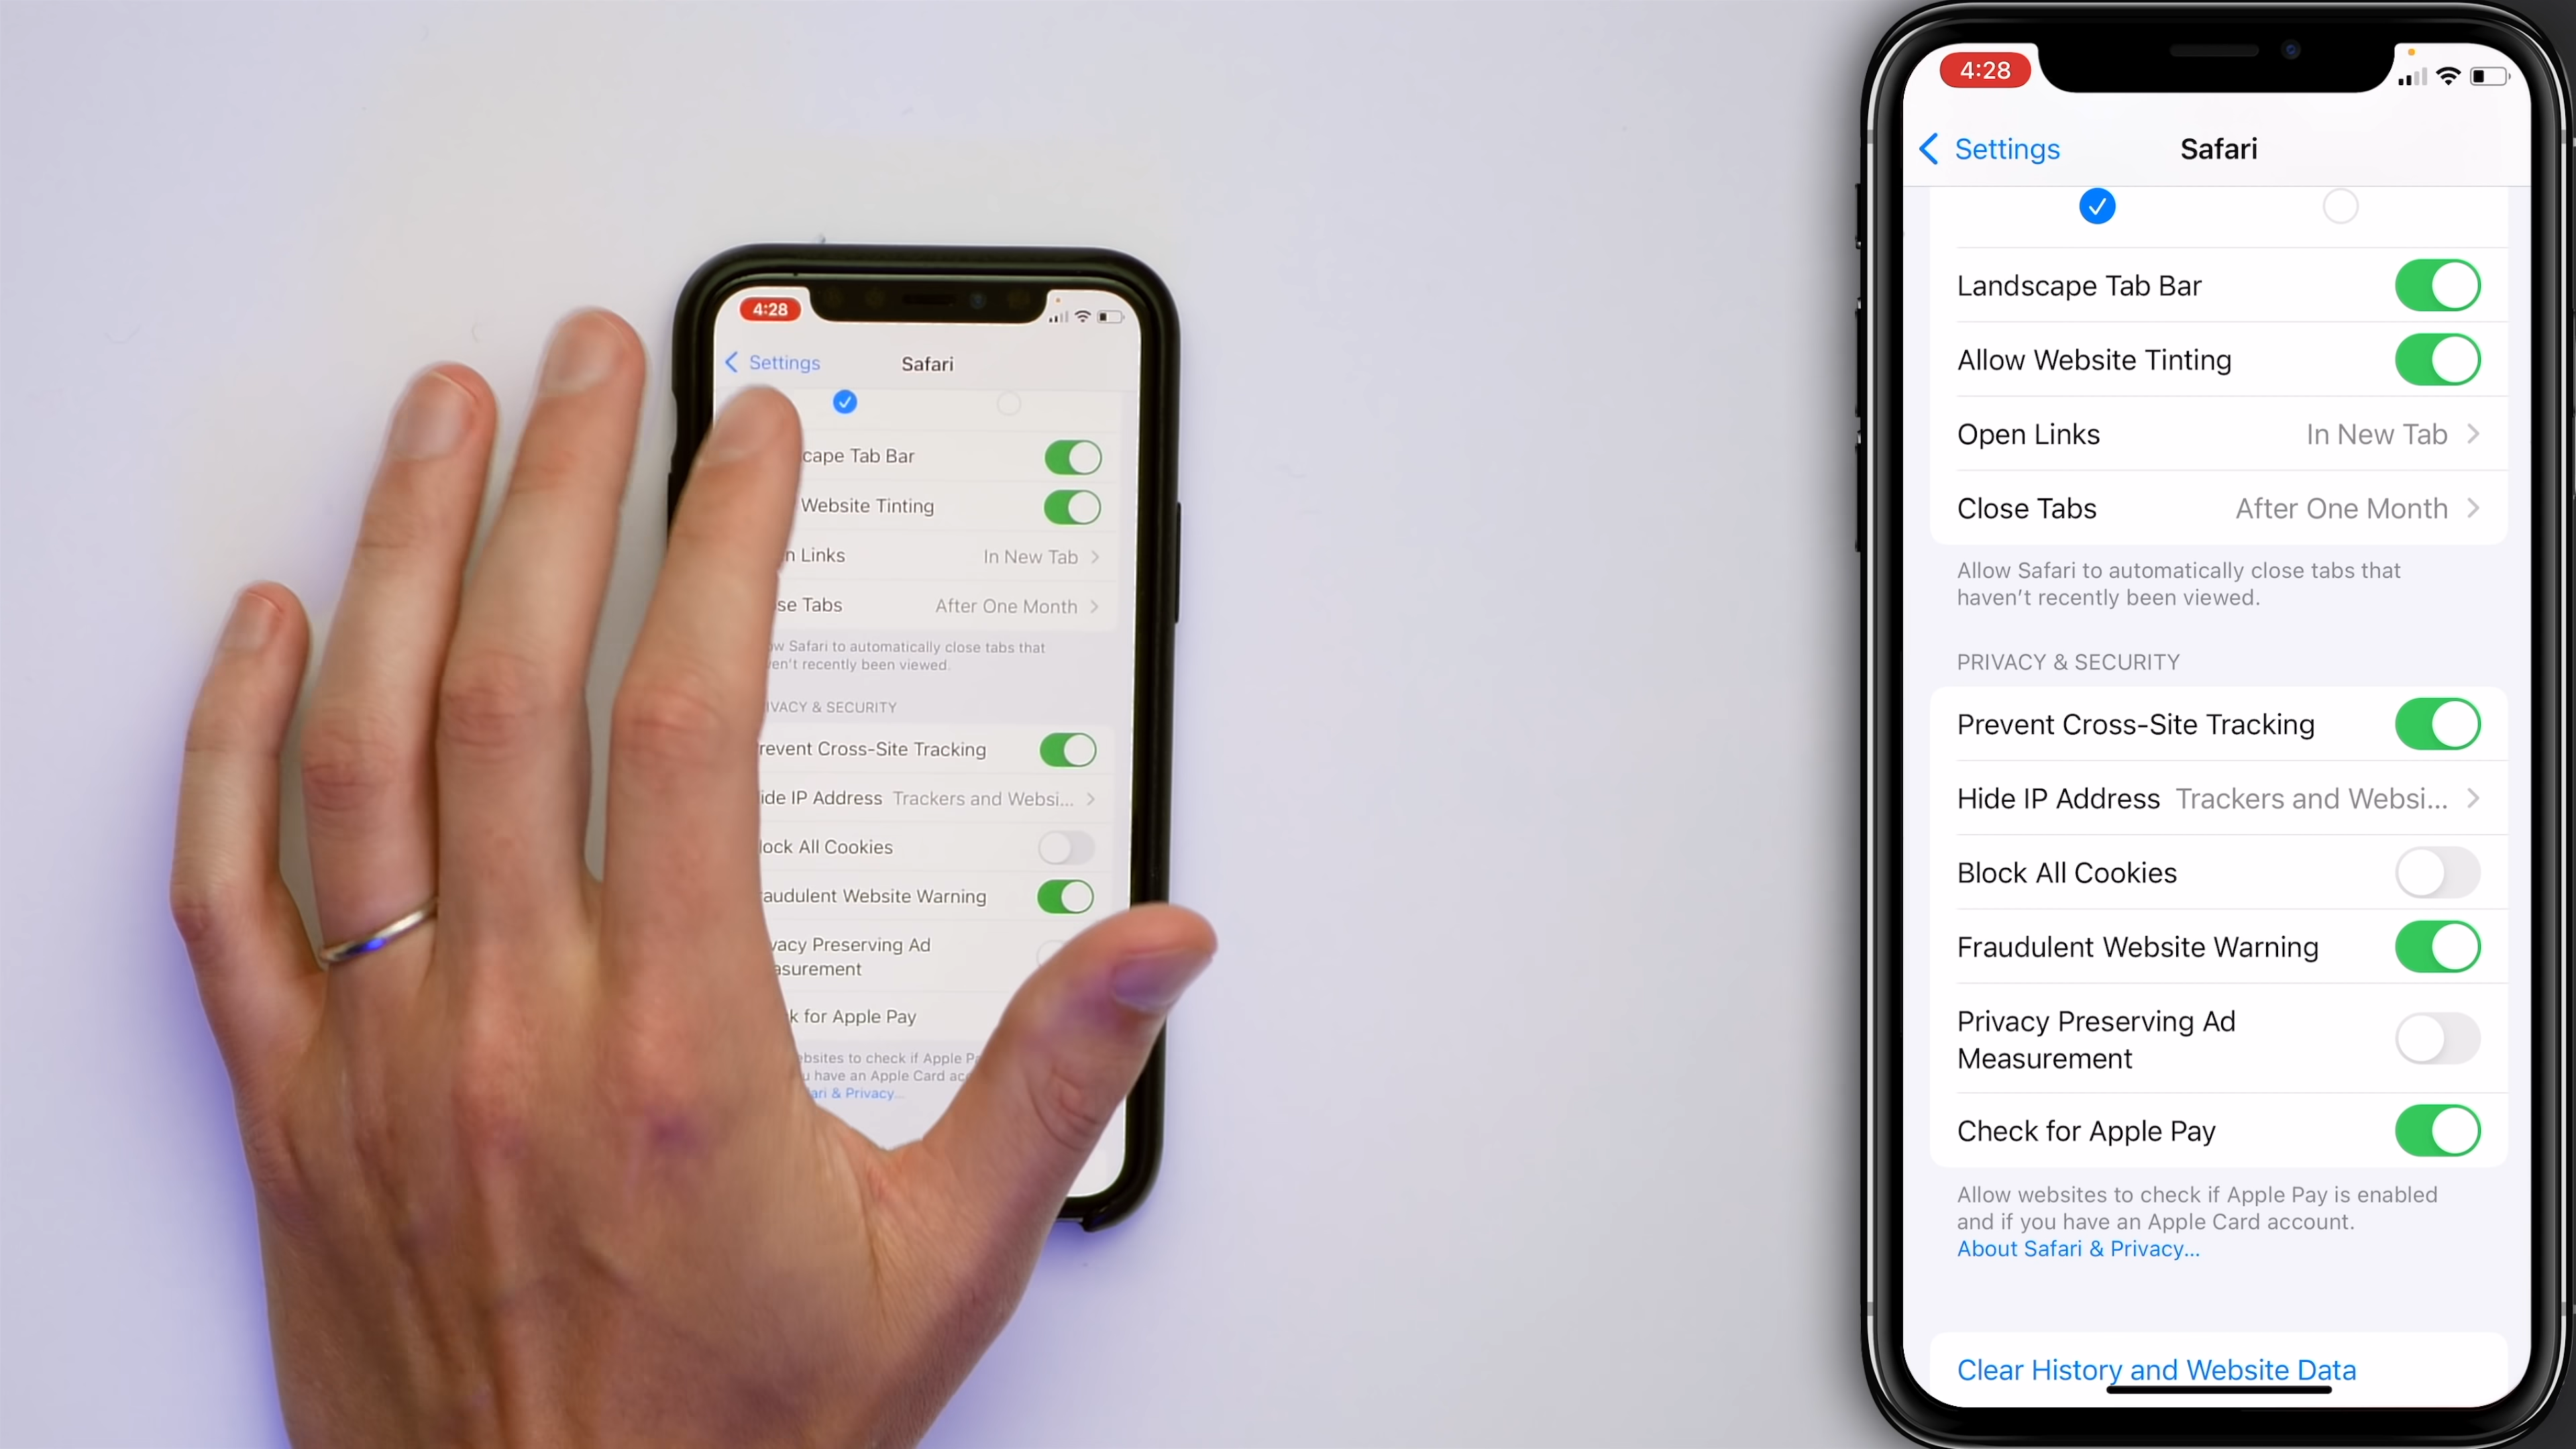 4:28
Settings
Safari
cape Tab Bar
Website Tinting
n Links
In New Tab
se Tabs
After One Month
ow Safari to automatically close tabs that
en't recently been viewed.
IVACY & SECURITY
revent Cross-Site Tracking
ide IP Address
Trackers and Websi...
lock All Cookies
audulent Website Warning
vacy Preserving Ad
asurement
k for Apple Pay
ebsites to check if Apple Pa
u have an Apple Card acc
ari & Privacy...
4:28
Settings
Safari
Landscape Tab Bar
Allow Website Tinting
Open Links
In New Tab
Close Tabs
After One Month
Allow Safari to automatically close tabs that
haven't recently been viewed.
PRIVACY & SECURITY
Prevent Cross-Site Tracking
Hide IP Address
Trackers and Websi...
Block All Cookies
Fraudulent Website Warning
Privacy Preserving Ad
Measurement
Check for Apple Pay
Allow websites to check if Apple Pay is enabled
and if you have an Apple Card account.
About Safari & Privacy...
Clear History and Website Data